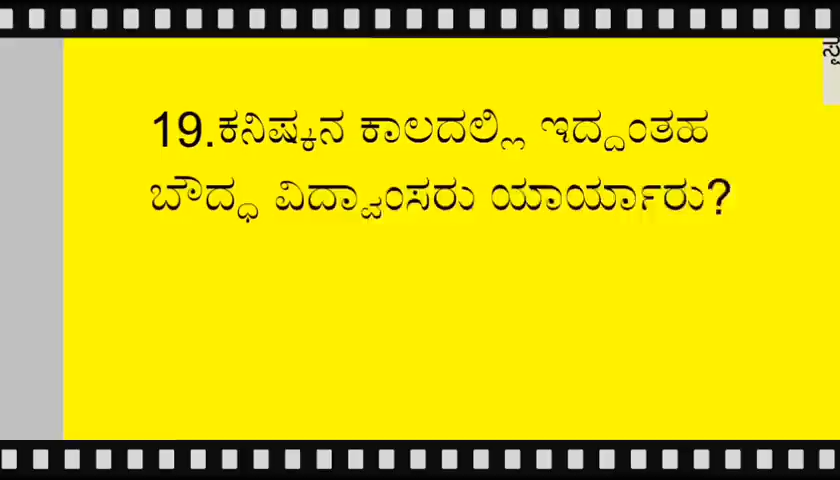 19.ಕನಿಷ್ಕನ ಕಾಲದಲ್ಲಿ ಇದ್ದಂತಹ
ಬೌದ್ಧ ವಿದ್ವಾಂಸರು ಯಾರ್ಯಾರು?